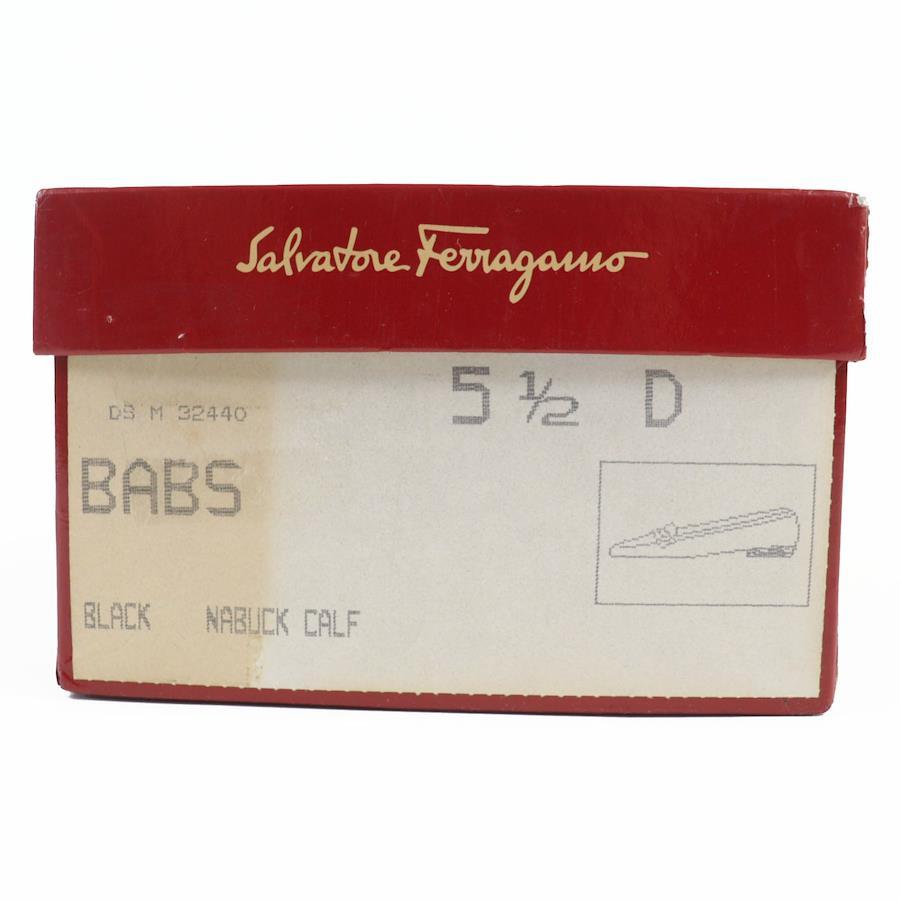 Salvatore Ferragamo
5 ½ D
DS M 32440
BABS
BLACK NABUCK CALF